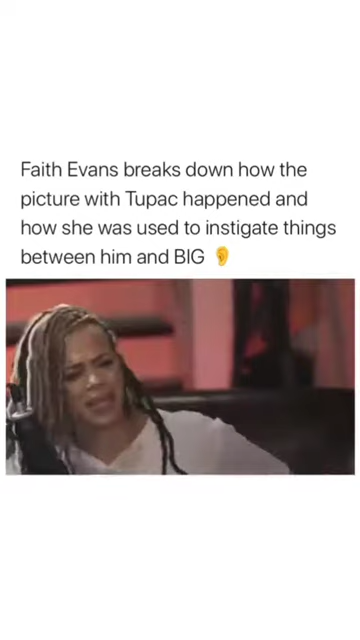 Faith Evans breaks down how the
picture with Tupac happened and
how she was used to instigate things
between him and BIG 👂